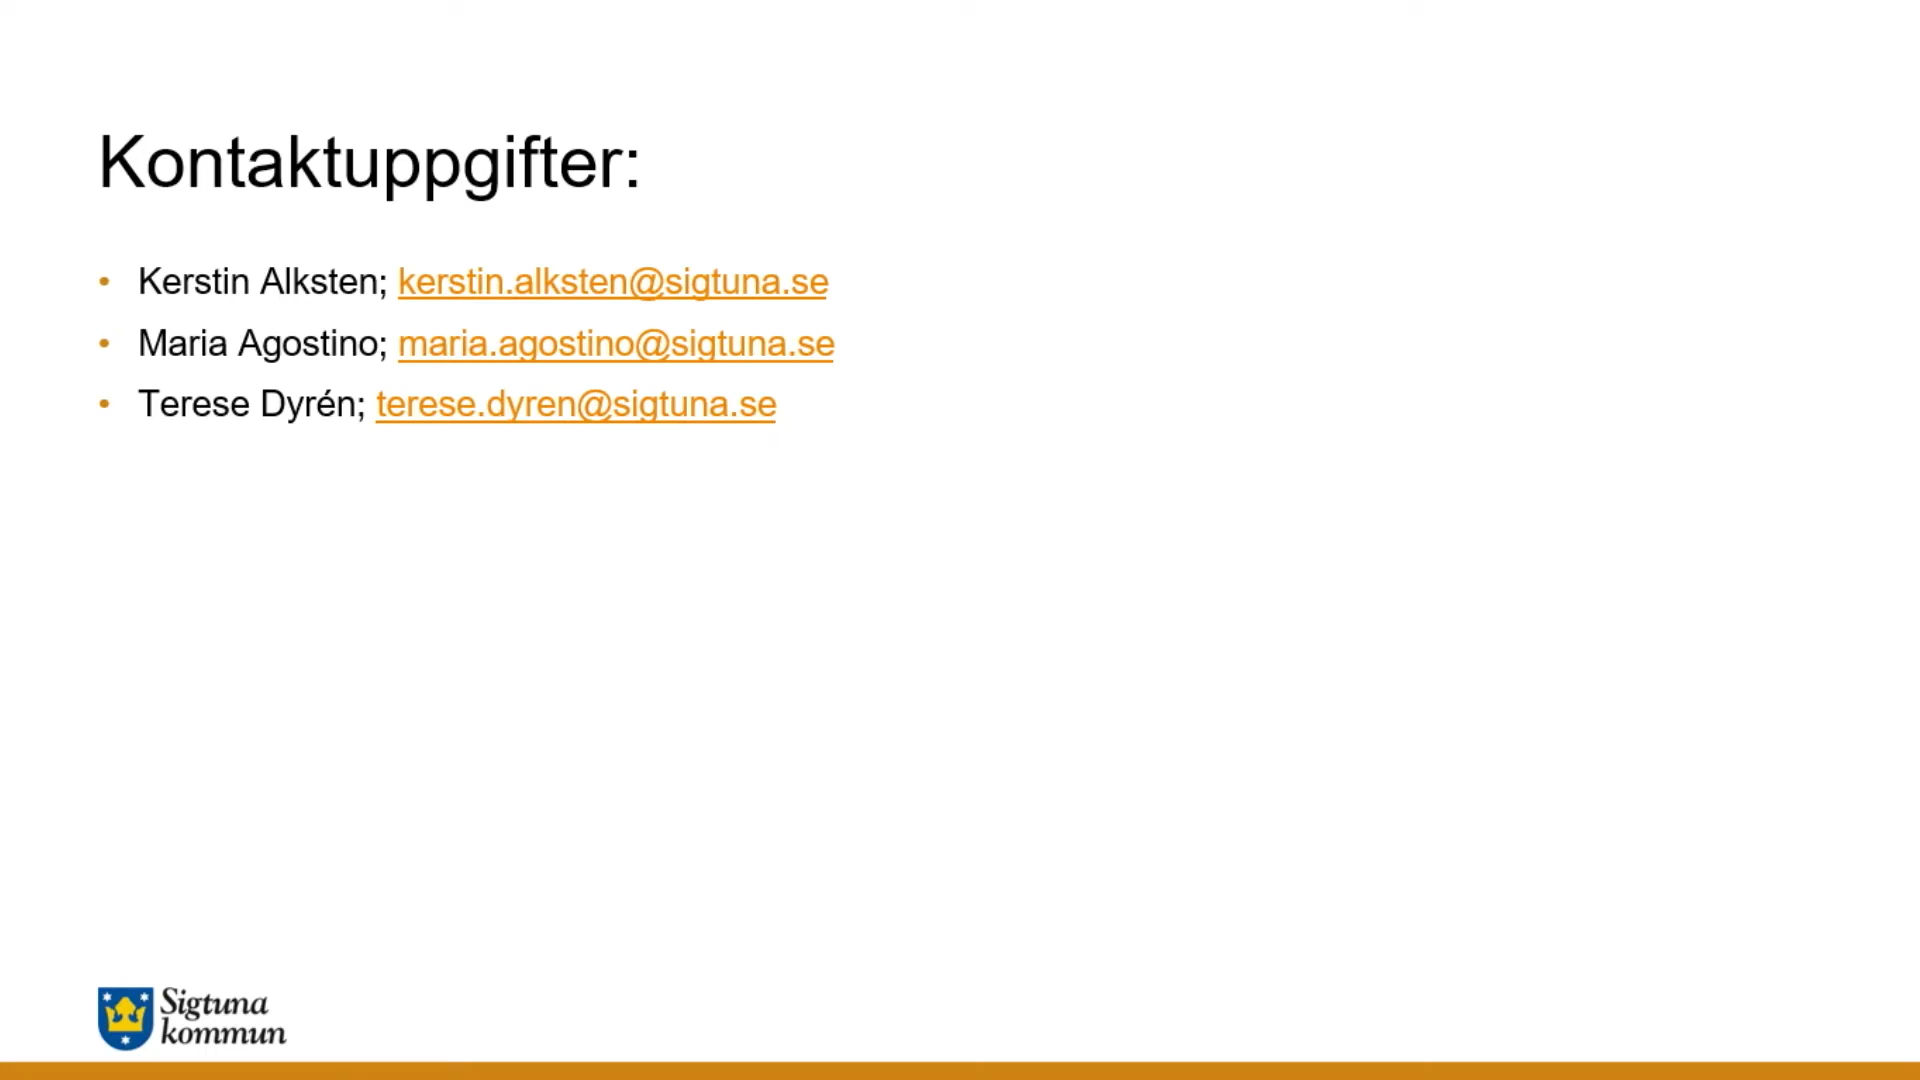 Kontaktuppgifter:
• Kerstin Alksten; kerstin.alksten@sigtuna.se
• Maria Agostino; maria.agostino@sigtuna.se
• Terese Dyrén; terese.dyren@sigtuna.se
Sigtuna
kommun